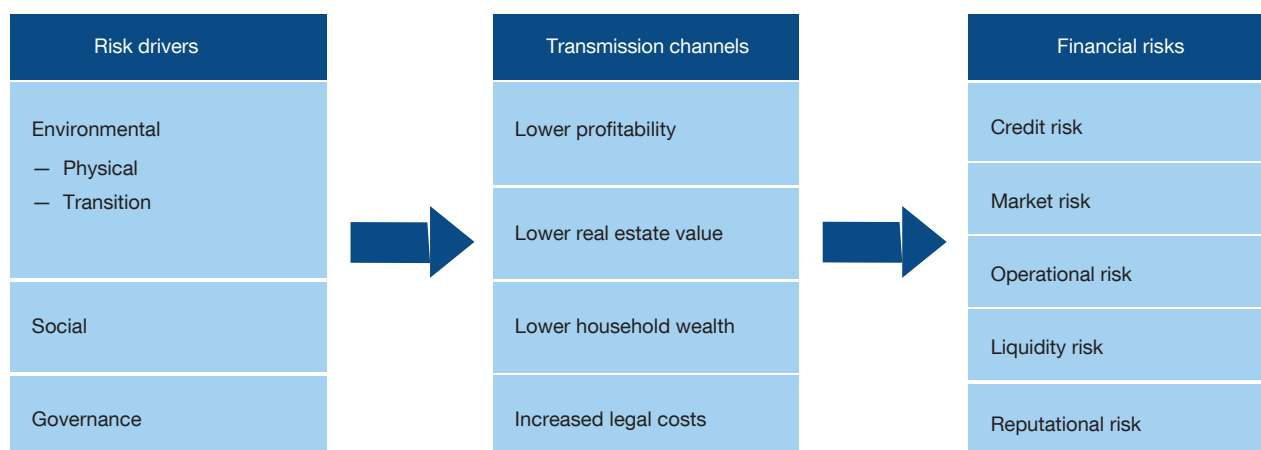 Risk drivers
Environmental
— Physical
— Transition
Social
Governance
Transmission channels
Lower profitability
Lower real estate value
Lower household wealth
Increased legal costs
Financial risks
Credit risk
Market risk
Operational risk
Liquidity risk
Reputational risk